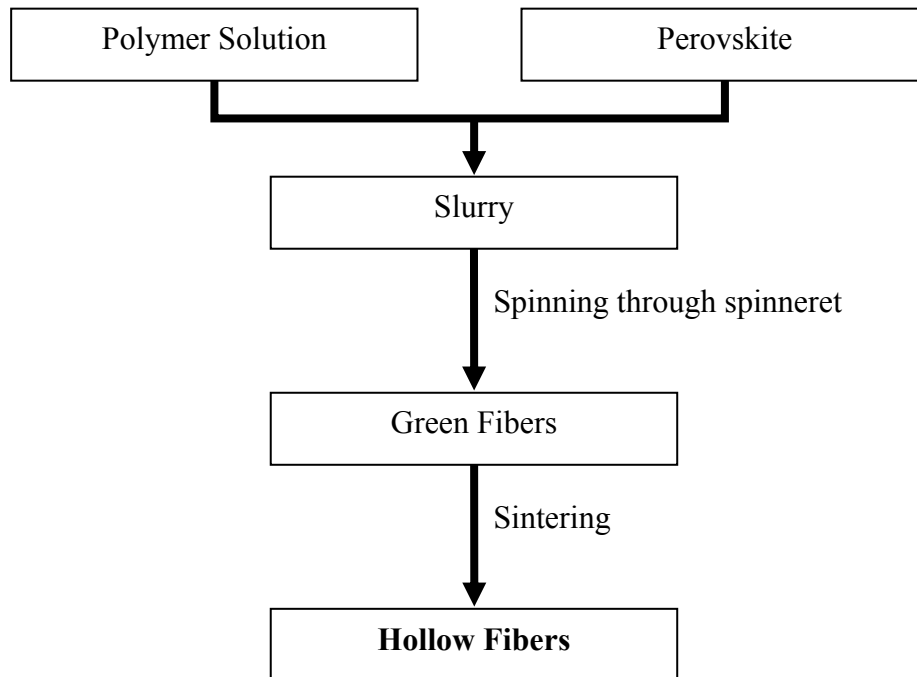 Polymer Solution
Perovskite
Slurry
Spinning through spinneret
Green Fibers
Sintering
Hollow Fibers